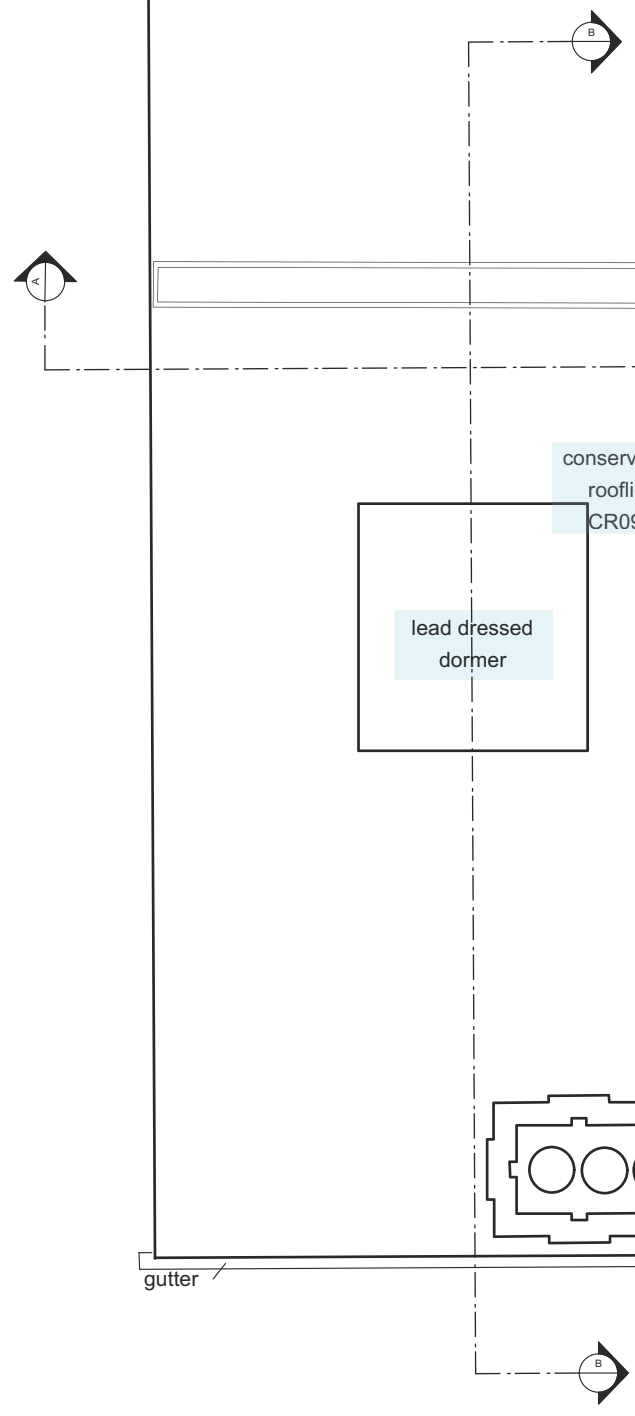 B
A
conserv
roofli
CR09
lead dressed
dormer
gutter
B